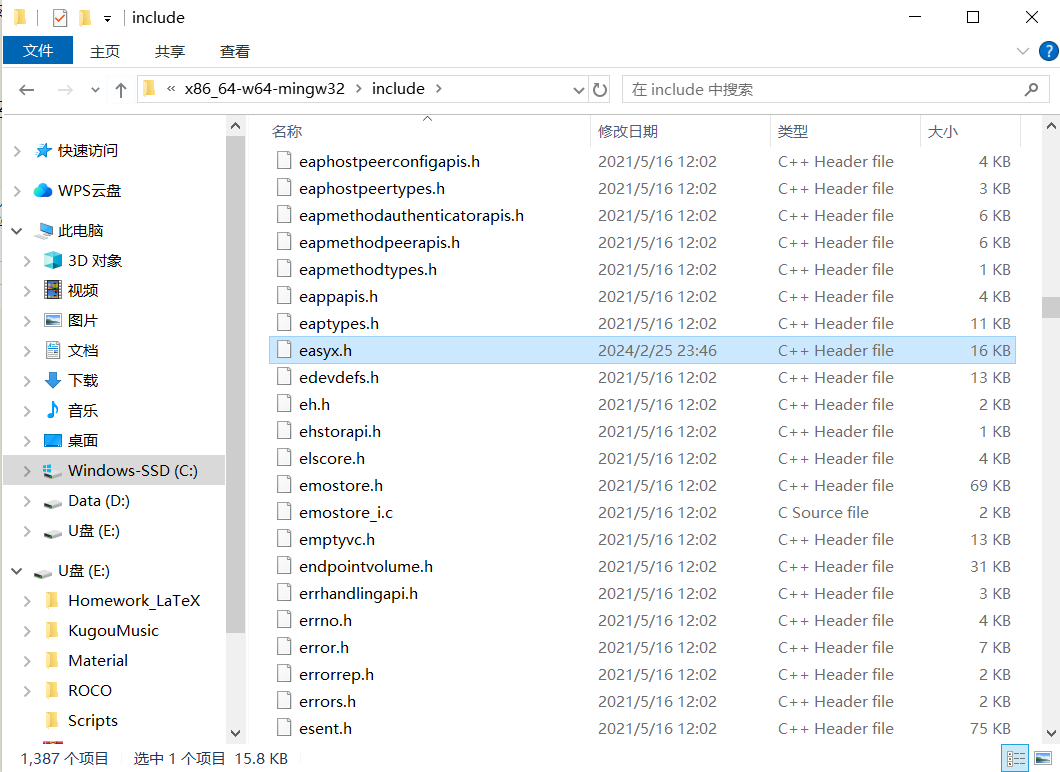 include
文件 主页 共享 查看
« x86_64-w64-mingw32 > include > 在 include 中搜索
名称 修改日期 类型 大小
快速访问
WPS云盘
此电脑
3D 对象
视频
图片
文档
下载
音乐
桌面
Windows-SSD (C:)
Data (D:)
U盘 (E:)
U盘 (E:)
Homework_LaTeX
KugouMusic
Material
ROCO
Scripts
eaphostpeerconfigapis.h 2021/5/16 12:02 C++ Header file 4 KB
eaphostpeertypes.h 2021/5/16 12:02 C++ Header file 3 KB
eapmethodauthenticatorapis.h 2021/5/16 12:02 C++ Header file 6 KB
eapmethodpeerapis.h 2021/5/16 12:02 C++ Header file 6 KB
eapmethodtypes.h 2021/5/16 12:02 C++ Header file 1 KB
eappapis.h 2021/5/16 12:02 C++ Header file 4 KB
eaptypes.h 2021/5/16 12:02 C++ Header file 11 KB
easyx.h 2024/2/25 23:46 C++ Header file 16 KB
edevdefs.h 2021/5/16 12:02 C++ Header file 13 KB
eh.h 2021/5/16 12:02 C++ Header file 2 KB
ehstorapi.h 2021/5/16 12:02 C++ Header file 1 KB
elscore.h 2021/5/16 12:02 C++ Header file 4 KB
emostore.h 2021/5/16 12:02 C++ Header file 69 KB
emostore_i.c 2021/5/16 12:02 C Source file 2 KB
emptyvc.h 2021/5/16 12:02 C++ Header file 13 KB
endpointvolume.h 2021/5/16 12:02 C++ Header file 31 KB
errhandlingapi.h 2021/5/16 12:02 C++ Header file 3 KB
errno.h 2021/5/16 12:02 C++ Header file 4 KB
error.h 2021/5/16 12:02 C++ Header file 7 KB
errorrep.h 2021/5/16 12:02 C++ Header file 2 KB
errors.h 2021/5/16 12:02 C++ Header file 2 KB
esent.h 2021/5/16 12:02 C++ Header file 75 KB
1,387 个项目 选中 1 个项目 15.8 KB